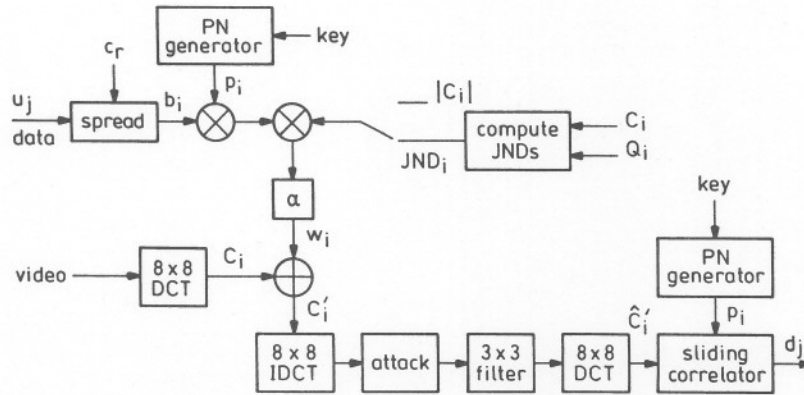 PN
generator
key
c_r
p_i
u_j
data
spread
b_i
|C_i|
compute
JNDs
C_i
Q_i
JND_i
α
w_i
video
8 x 8
DCT
C_i
C'_i
8 x 8
IDCT
attack
3 x 3
filter
8 x 8
DCT
Ĉ'_i
key
PN
generator
p_i
sliding
correlator
d_j